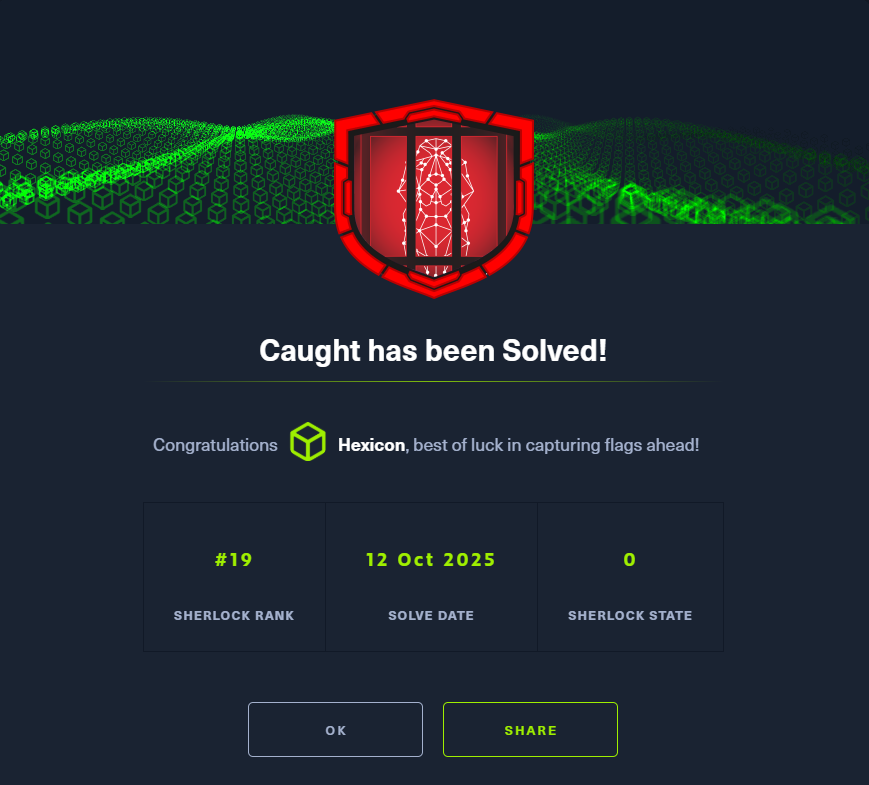 Caught has been Solved!
Congratulations Hexicon, best of luck in capturing flags ahead!
#19 12 Oct 2025 0
SHERLOCK RANK SOLVE DATE SHERLOCK STATE
OK SHARE